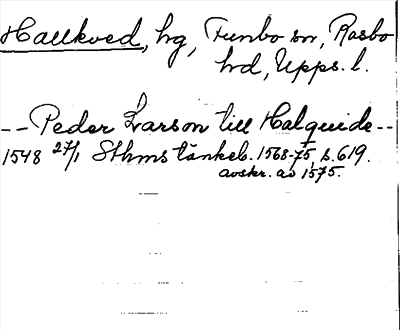 Hallkved, hg, Funbo sn, Rasbo
hd, Upps. l.
-- Peder Larson till Halquide --
1548 27/1 Sthms tänkeb. 1568-75, s. 619.
avskr. av 1575.